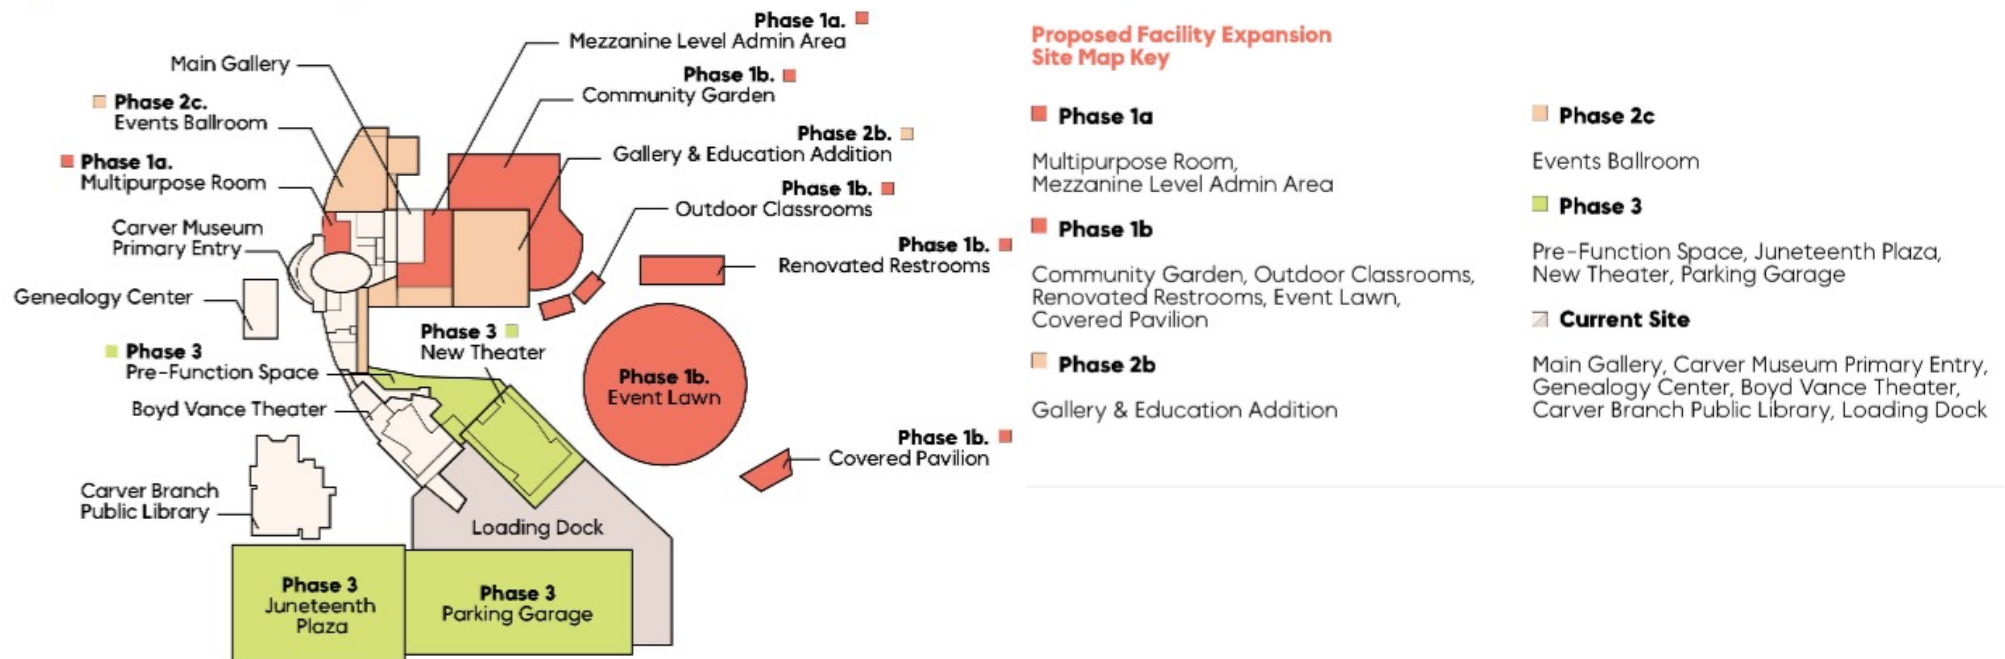 Phase 1a.
Mezzanine Level Admin Area
Main Gallery
Phase 1b.
Community Garden
Phase 2c.
Events Ballroom
Phase 2b.
Gallery & Education Addition
Phase 1a.
Multipurpose Room
Phase 1b.
Outdoor Classrooms
Carver Museum
Primary Entry
Phase 1b.
Renovated Restrooms
Genealogy Center
Phase 3
New Theater
Phase 3
Pre-Function Space
Phase 1b.
Event Lawn
Boyd Vance Theater
Phase 1b.
Covered Pavilion
Carver Branch
Public Library
Loading Dock
Phase 3
Juneteenth
Plaza
Phase 3
Parking Garage
Proposed Facility Expansion
Site Map Key
Phase 1a
Multipurpose Room,
Mezzanine Level Admin Area
Phase 1b
Community Garden, Outdoor Classrooms,
Renovated Restrooms, Event Lawn,
Covered Pavilion
Phase 2b
Gallery & Education Addition
Phase 2c
Events Ballroom
Phase 3
Pre-Function Space, Juneteenth Plaza,
New Theater, Parking Garage
Current Site
Main Gallery, Carver Museum Primary Entry,
Genealogy Center, Boyd Vance Theater,
Carver Branch Public Library, Loading Dock